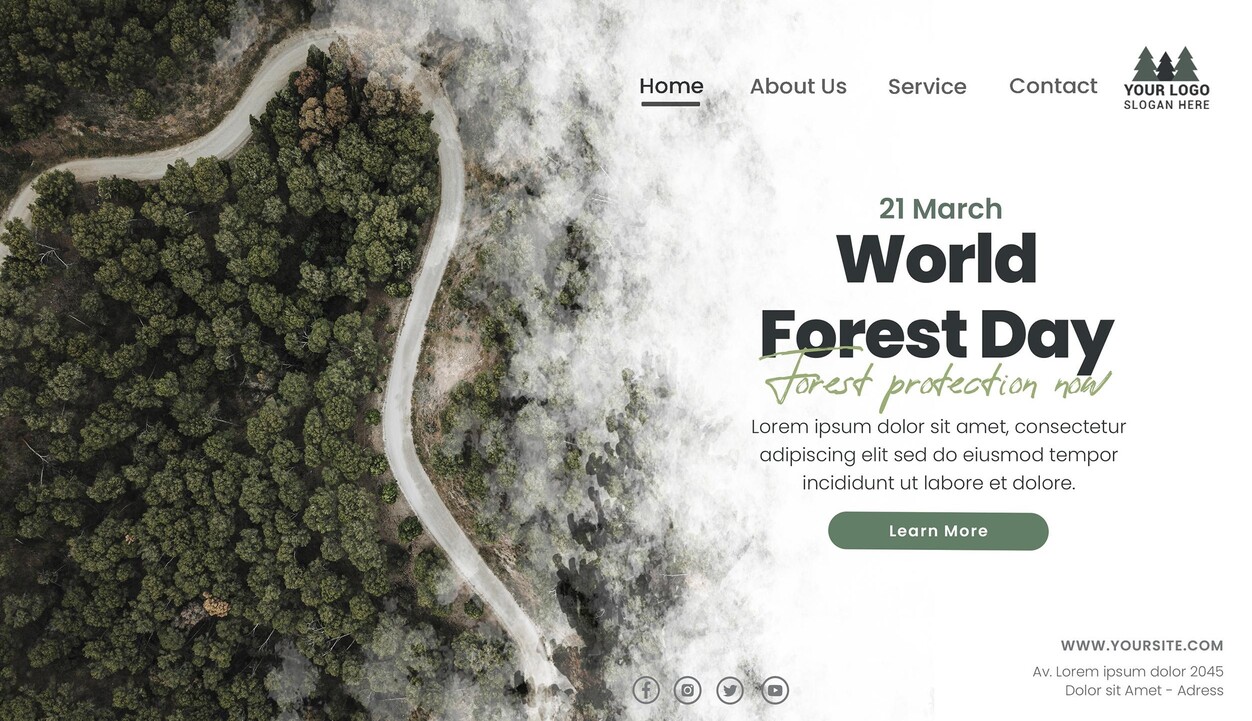 Home
About Us
Service
Contact
YOUR LOGO
SLOGAN HERE
21 March
World
Forest Day
Forest protection now
Lorem ipsum dolor sit amet, consectetur
adipiscing elit sed do eiusmod tempor
incididunt ut labore et dolore.
Learn More
WWW.YOURSITE.COM
Av. Lorem ipsum dolor 2045
Dolor sit Amet - Adress